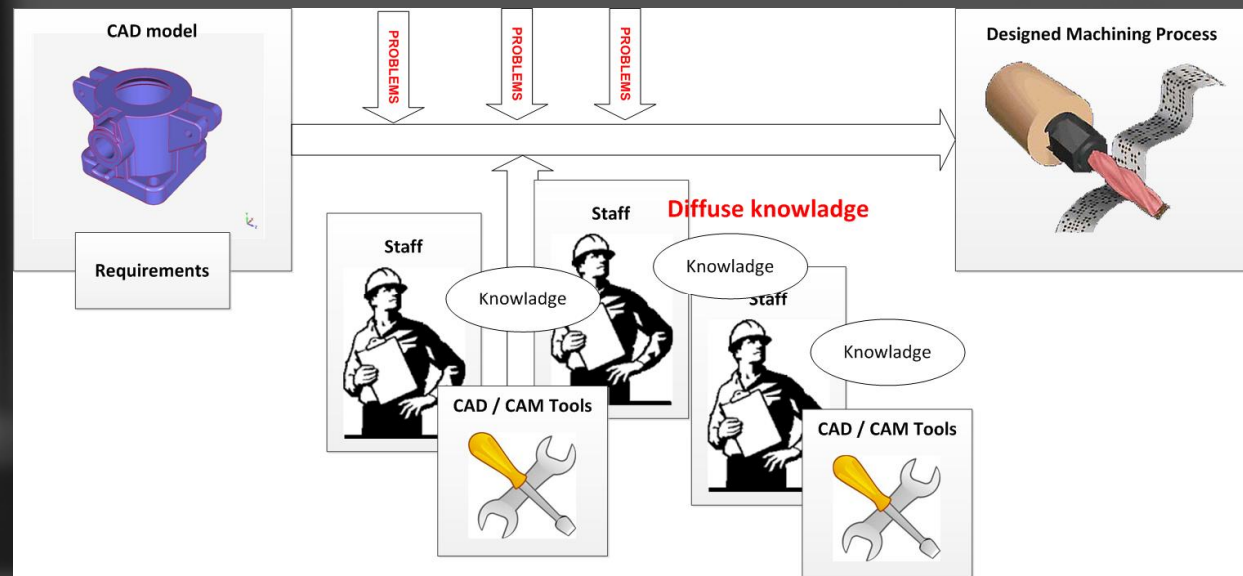 CAD model
PROBLEMS
PROBLEMS
PROBLEMS
Designed Machining Process
Requirements
Staff
Staff
Diffuse knowladge
Knowladge
Knowladge
Staff
Knowladge
CAD / CAM Tools
CAD / CAM Tools